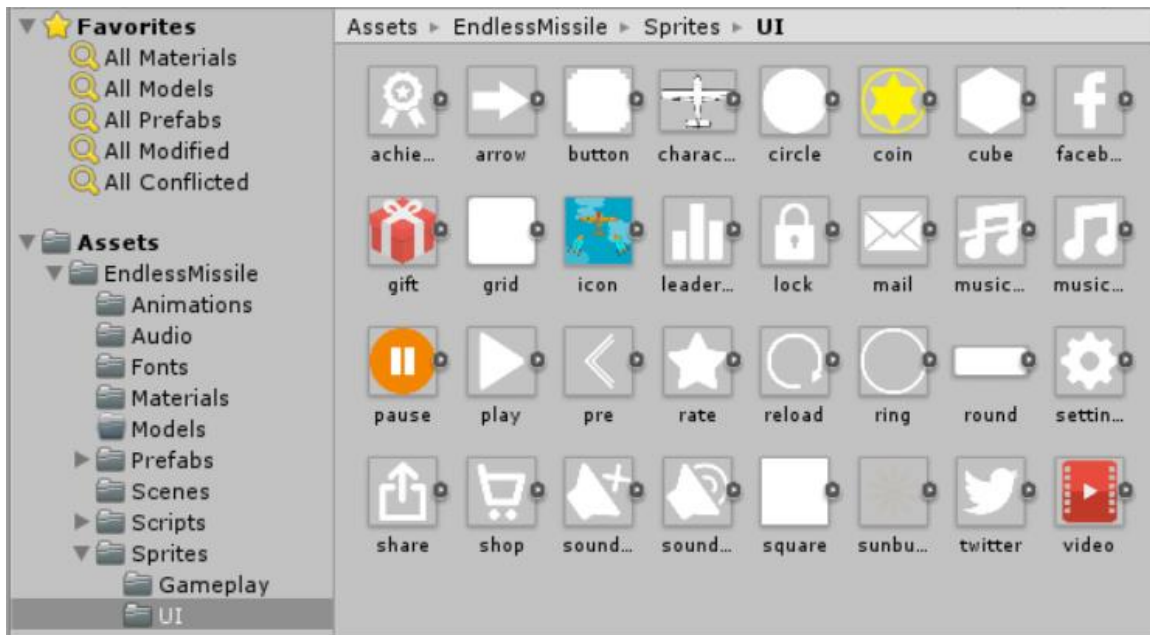 Favorites
All Materials
All Models
All Prefabs
All Modified
All Conflicted
Assets
EndlessMissile
Animations
Audio
Fonts
Materials
Models
Prefabs
Scenes
Scripts
Sprites
Gameplay
UI
Assets EndlessMissile Sprites UI
achie... arrow button charac... circle coin cube faceb...
gift grid icon leader... lock mail music... music...
pause play pre rate reload ring round settin...
share shop sound... sound... square sunbu... twitter video